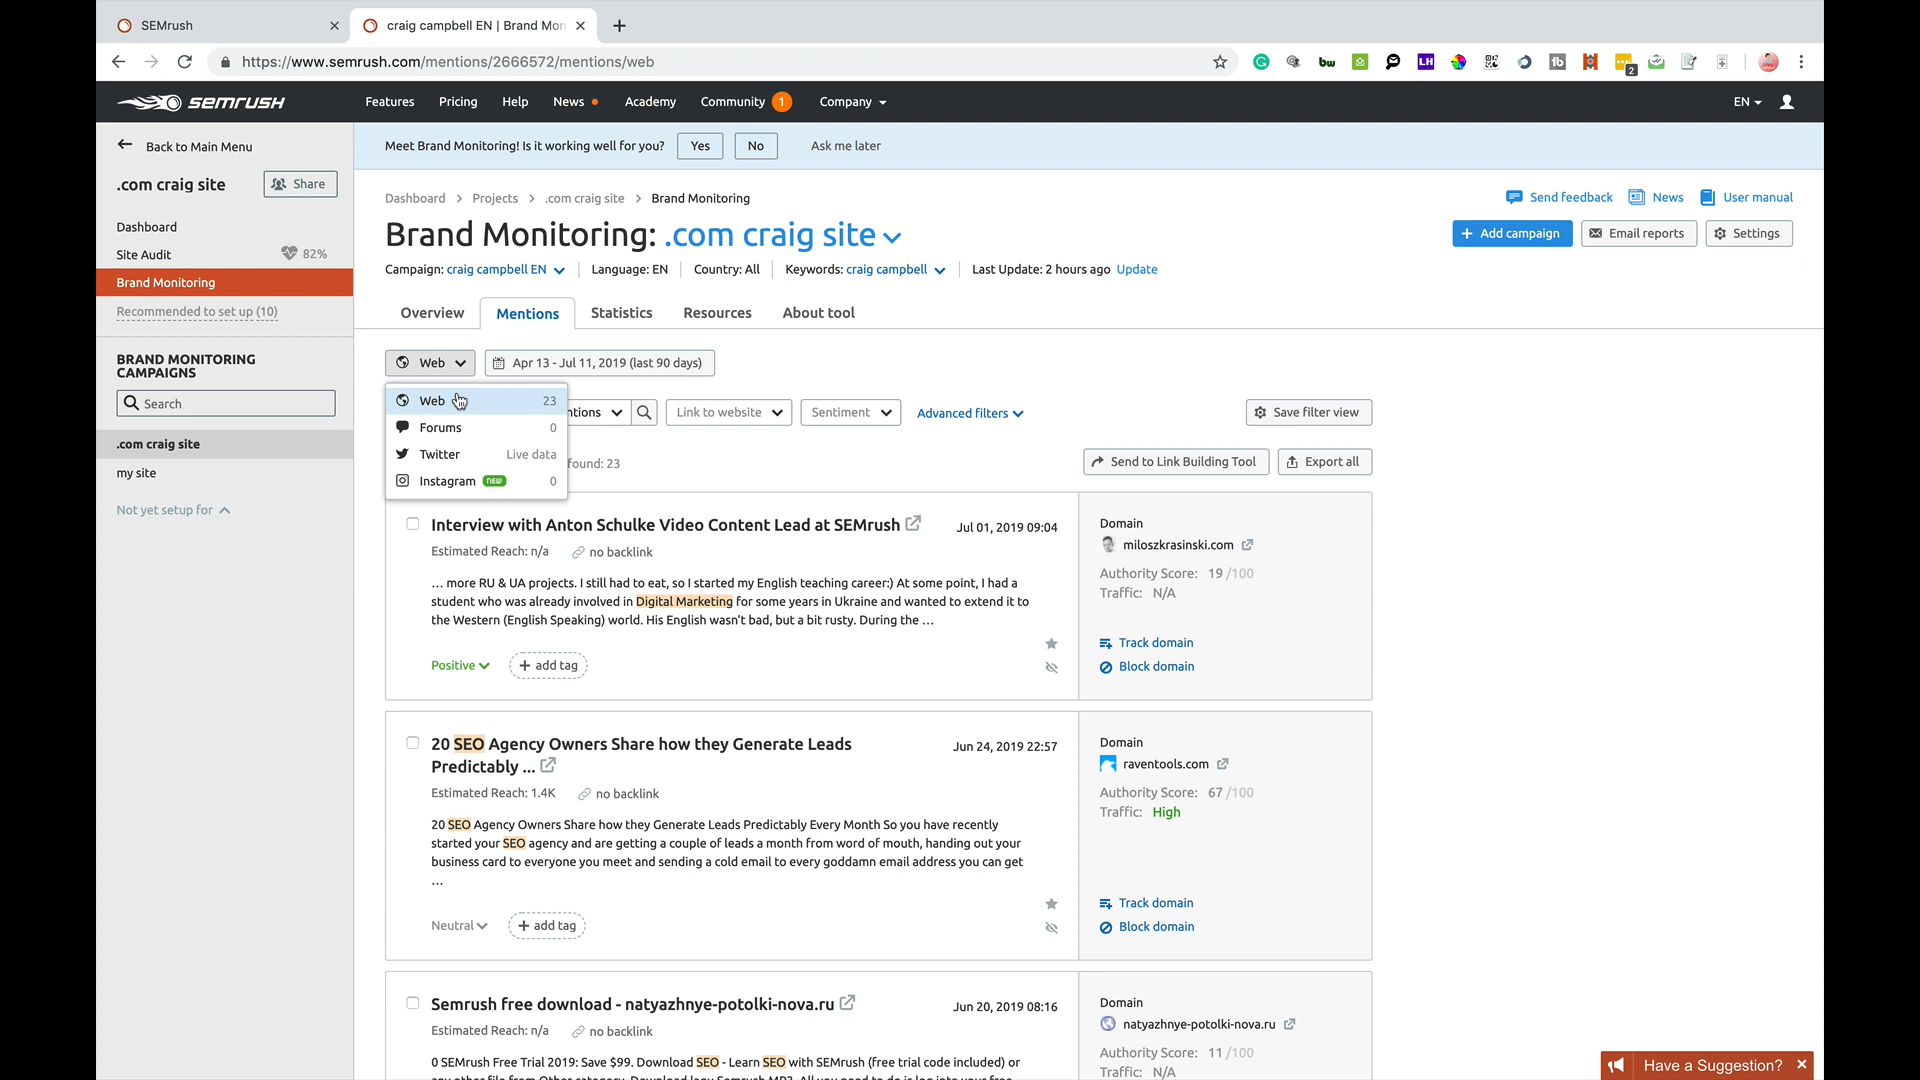 SEMrush
craig campbell EN | Brand Mon
https://www.semrush.com/mentions/2666572/mentions/web
bw
LH
tb
2
SEMRUSH
Features
Pricing
Help
News
Academy
Community 1
Company
EN
Back to Main Menu
Meet Brand Monitoring! Is it working well for you?
Yes
No
Ask me later
.com craig site
Share
Dashboard
Site Audit
82%
Brand Monitoring
Recommended to set up (10)
BRAND MONITORING
CAMPAIGNS
Search
.com craig site
my site
Not yet setup for
Dashboard > Projects > .com craig site > Brand Monitoring
Send feedback
News
User manual
Brand Monitoring: .com craig site
+ Add campaign
Email reports
Settings
Campaign: craig campbell EN
Language: EN
Country: All
Keywords: craig campbell
Last Update: 2 hours ago Update
Overview
Mentions
Statistics
Resources
About tool
Web
Apr 13 - Jul 11, 2019 (last 90 days)
Web 23
Forums 0
Twitter Live data
Instagram NEW 0
ntions
Link to website
Sentiment
Advanced filters
Save filter view
found: 23
Send to Link Building Tool
Export all
Interview with Anton Schulke Video Content Lead at SEMrush
Jul 01, 2019 09:04
Estimated Reach: n/a
no backlink
... more RU & UA projects. I still had to eat, so I started my English teaching career:) At some point, I had a
student who was already involved in Digital Marketing for some years in Ukraine and wanted to extend it to
the Western (English Speaking) world. His English wasn't bad, but a bit rusty. During the ...
Positive
+ add tag
Domain
miloszkrasinski.com
Authority Score: 19 /100
Traffic: N/A
Track domain
Block domain
20 SEO Agency Owners Share how they Generate Leads
Predictably ...
Jun 24, 2019 22:57
Estimated Reach: 1.4K
no backlink
20 SEO Agency Owners Share how they Generate Leads Predictably Every Month So you have recently
started your SEO agency and are getting a couple of leads a month from word of mouth, handing out your
business card to everyone you meet and sending a cold email to every goddamn email address you can get
...
Neutral
+ add tag
Domain
raventools.com
Authority Score: 67 /100
Traffic: High
Track domain
Block domain
Semrush free download - natyazhnye-potolki-nova.ru
Jun 20, 2019 08:16
Estimated Reach: n/a
no backlink
0 SEMrush Free Trial 2019: Save $99. Download SEO - Learn SEO with SEMrush (free trial code included) or
Domain
natyazhnye-potolki-nova.ru
Authority Score: 11 /100
Traffic: N/A
Have a Suggestion?